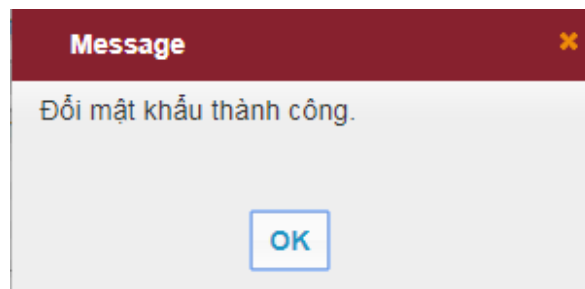 Message
Đổi mật khẩu thành công.
OK